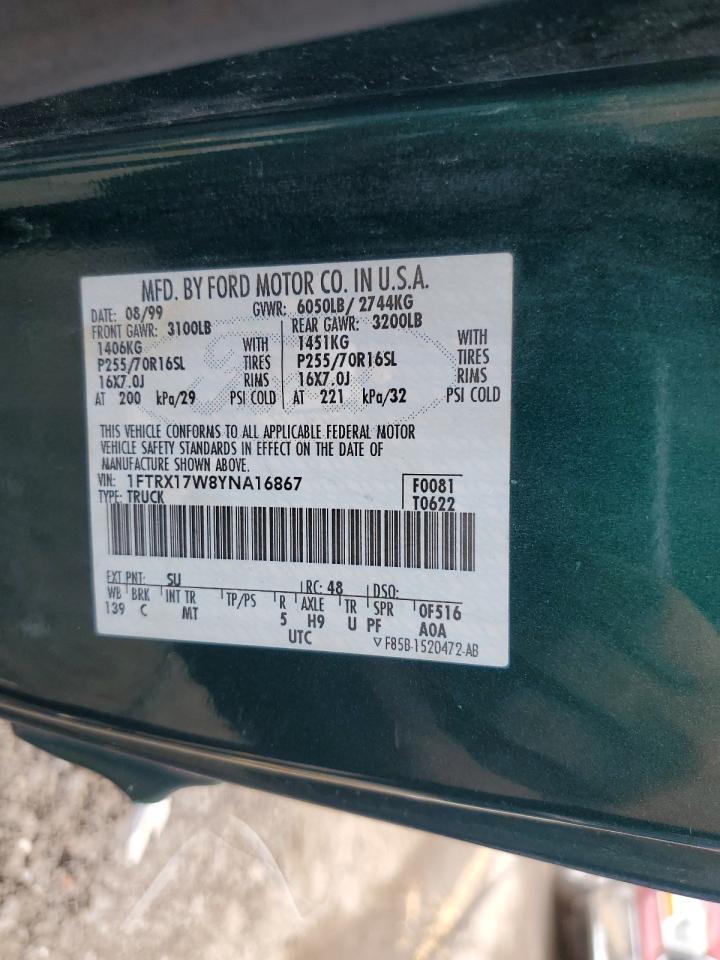 MFD. BY FORD MOTOR CO. IN U.S.A.
DATE: 08/99 GVWR: 6050LB/ 2744KG
FRONT GAWR: 3100LB REAR GAWR: 3200LB
1406KG WITH 1451KG WITH
P255/70R16SL TIRES P255/70R16SL TIRES
16X7.0J RIMS 16X7.0J RIMS
AT 200 kPa/29 PSI COLD AT 221 kPa/32 PSI COLD
THIS VEHICLE CONFORMS TO ALL APPLICABLE FEDERAL MOTOR
VEHICLE SAFETY STANDARDS IN EFFECT ON THE DATE OF
MANUFACTURE SHOWN ABOVE.
VIN: 1FTRX17W8YNA16867 F0081
TYPE: TRUCK T0622
EXT PNT: SU RC: 48 DSO:
WB BRK INT TR TP/PS R AXLE TR SPR 0F516
139 C MT 5 H9 U PF A0A
UTC ▽ F85B-1520472-AB